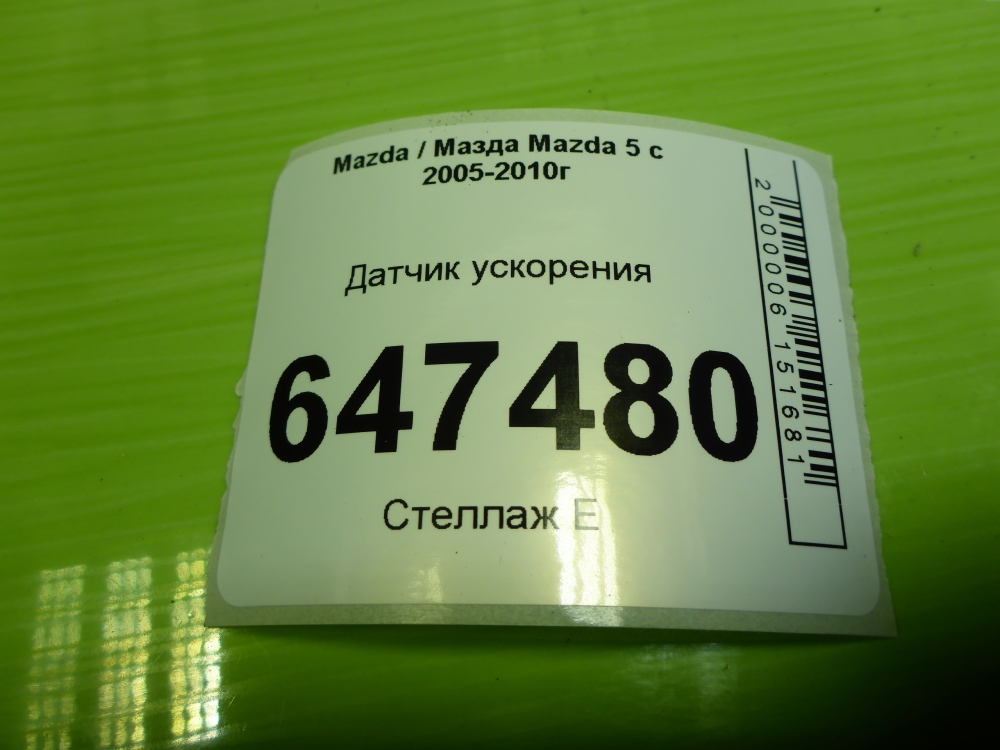 Mazda / Мазда Mazda 5 с
2005-2010г
Датчик ускорения
647480
Стеллаж Е
2000006151681